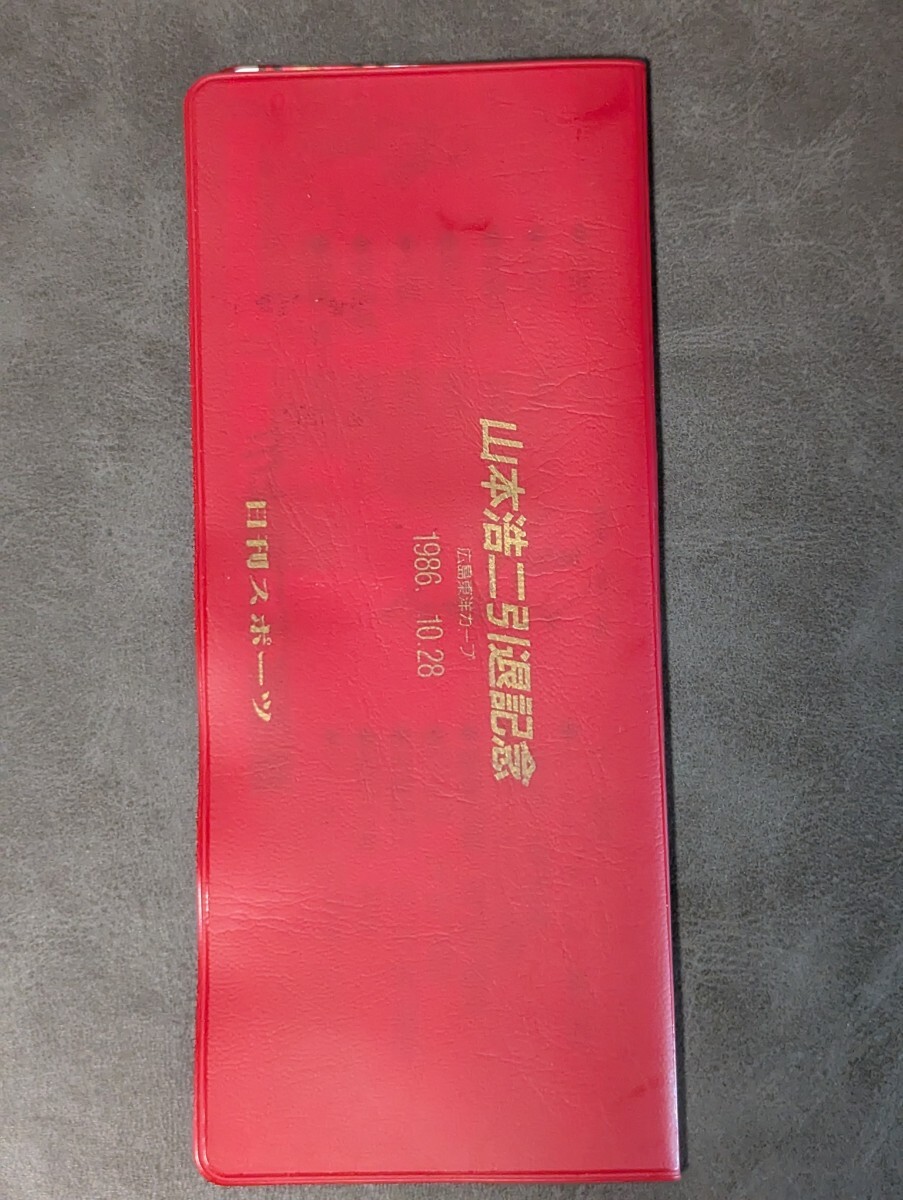 山本浩二引退記念
広島東洋カープ
1986. 10.28
日刊スポーツ